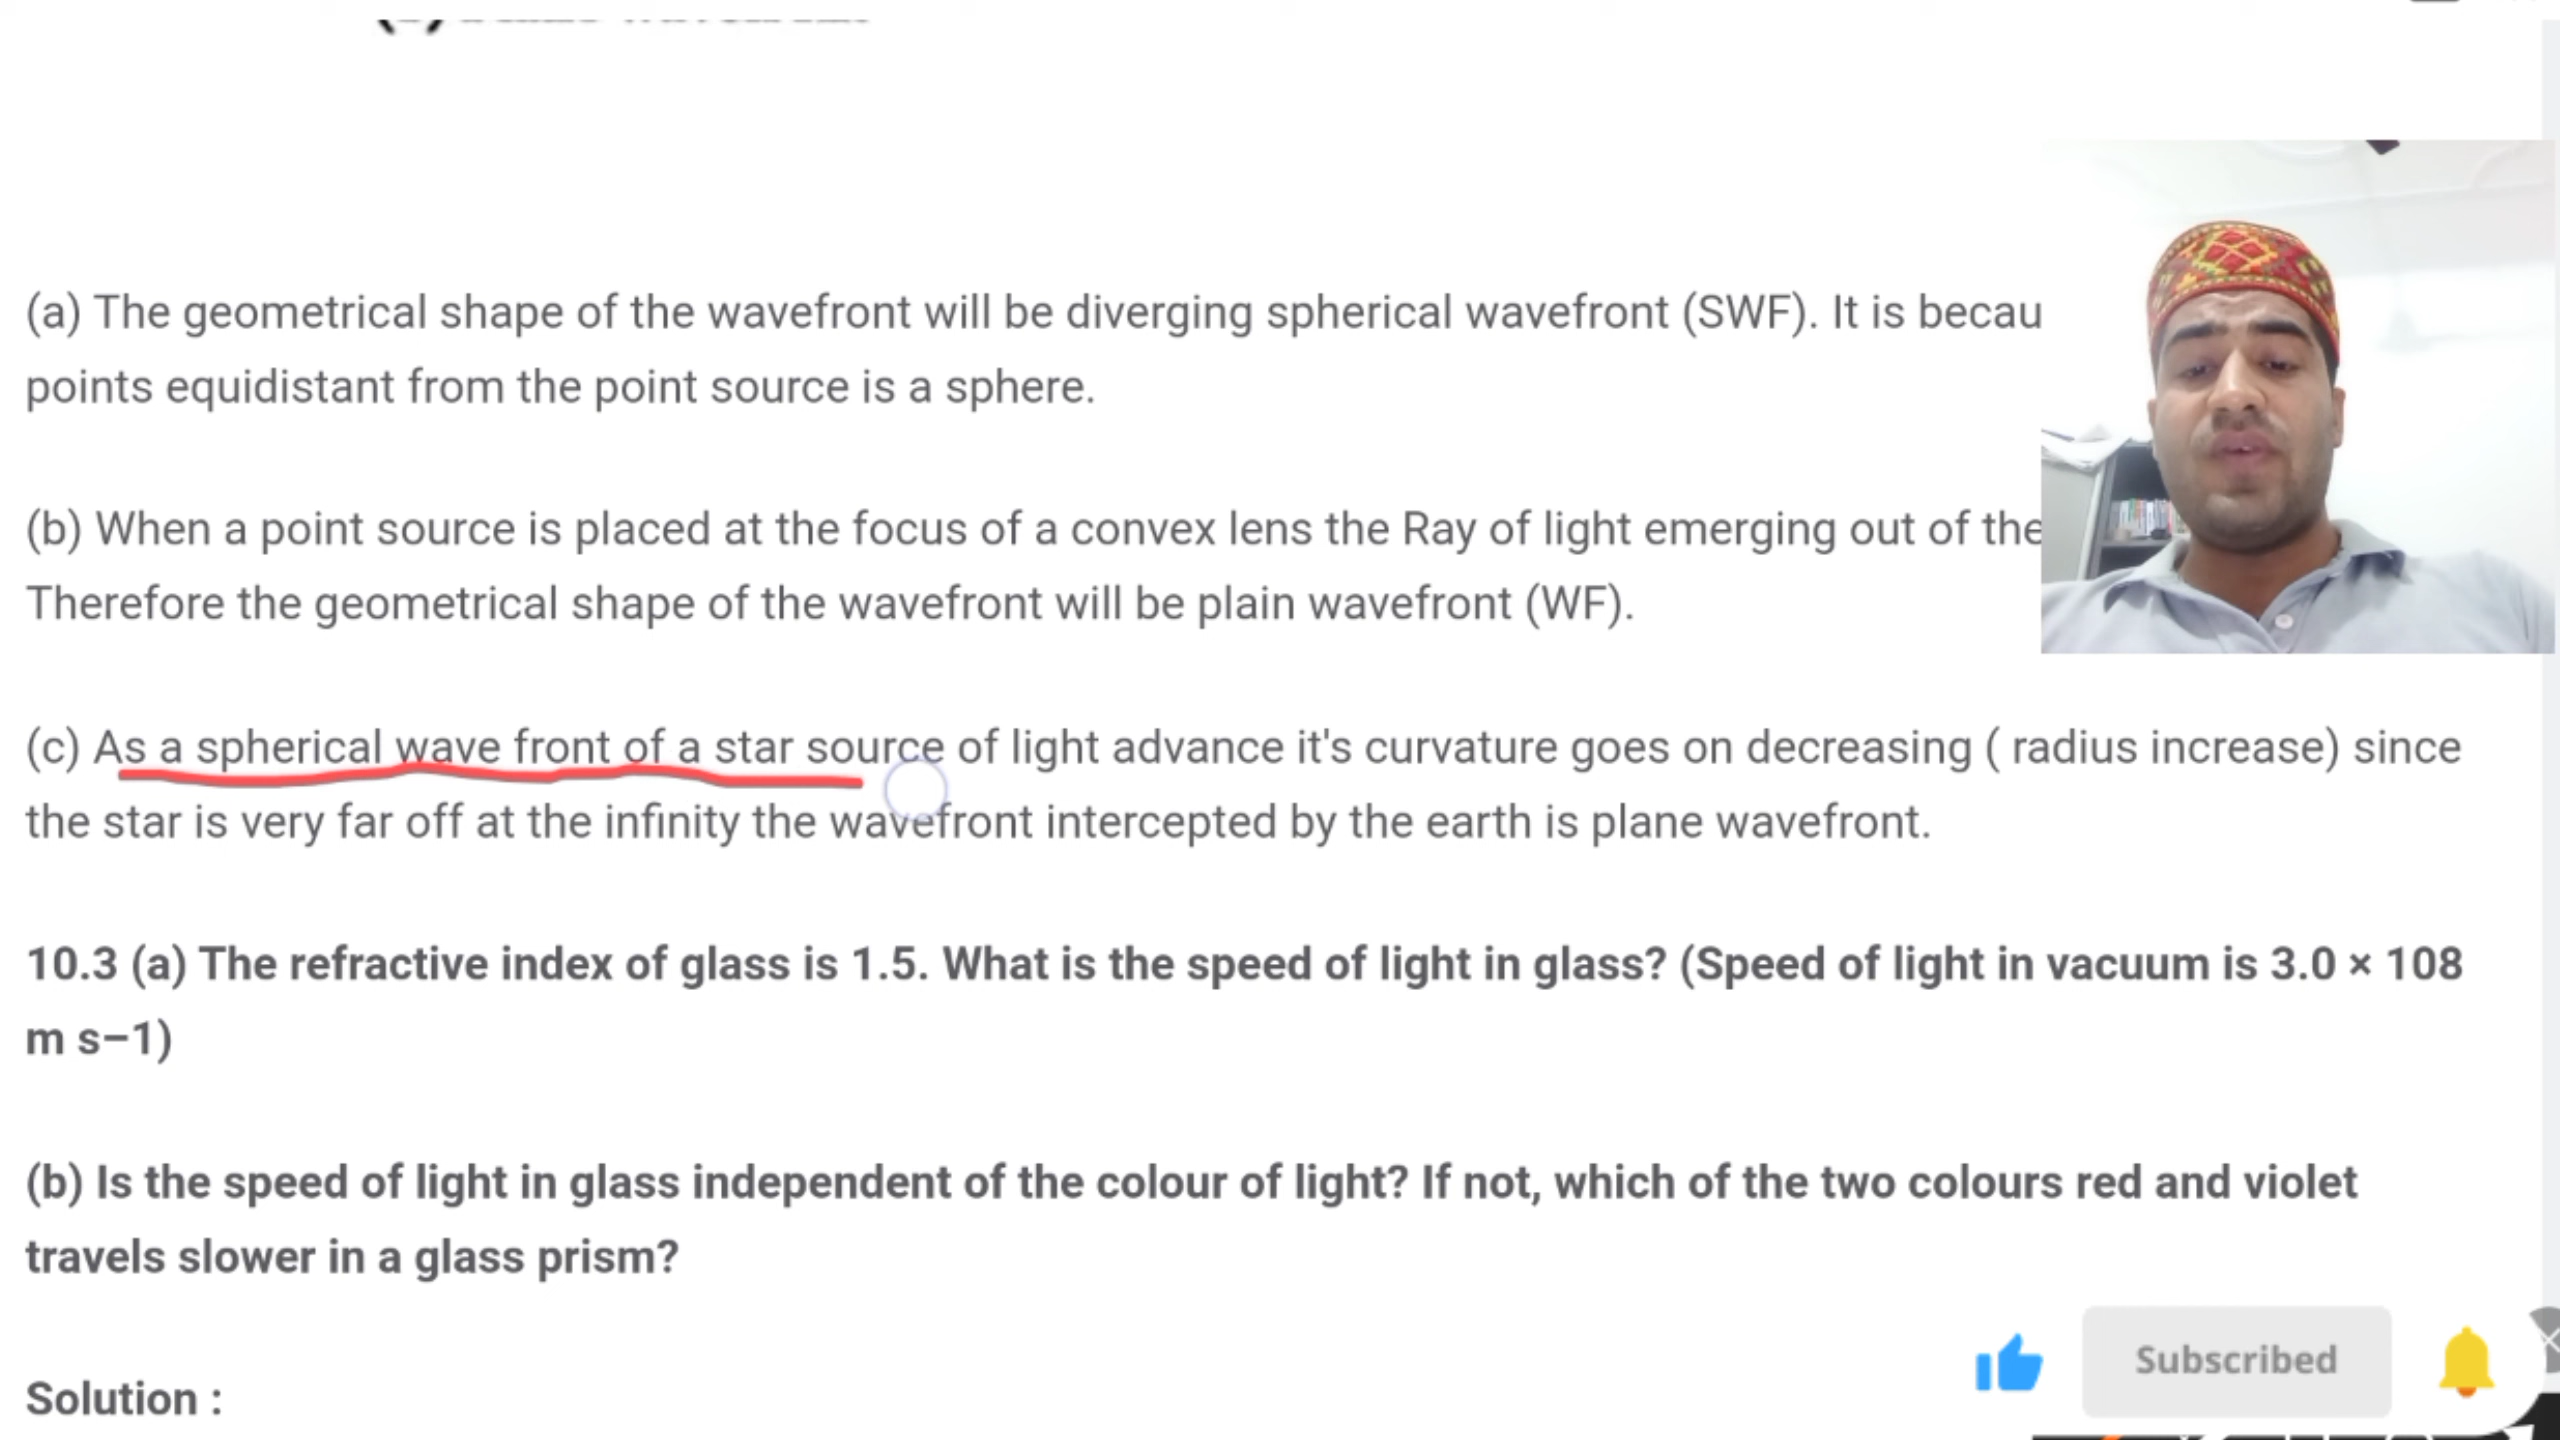 (a) The geometrical shape of the wavefront will be diverging spherical wavefront (SWF). It is becau
points equidistant from the point source is a sphere.
(b) When a point source is placed at the focus of a convex lens the Ray of light emerging out of the
Therefore the geometrical shape of the wavefront will be plain wavefront (WF).
(c) As a spherical wave front of a star source of light advance it's curvature goes on decreasing ( radius increase) since
the star is very far off at the infinity the wavefront intercepted by the earth is plane wavefront.
10.3 (a) The refractive index of glass is 1.5. What is the speed of light in glass? (Speed of light in vacuum is 3.0 × 108
m s–1)
(b) Is the speed of light in glass independent of the colour of light? If not, which of the two colours red and violet
travels slower in a glass prism?
Subscribed
Solution :